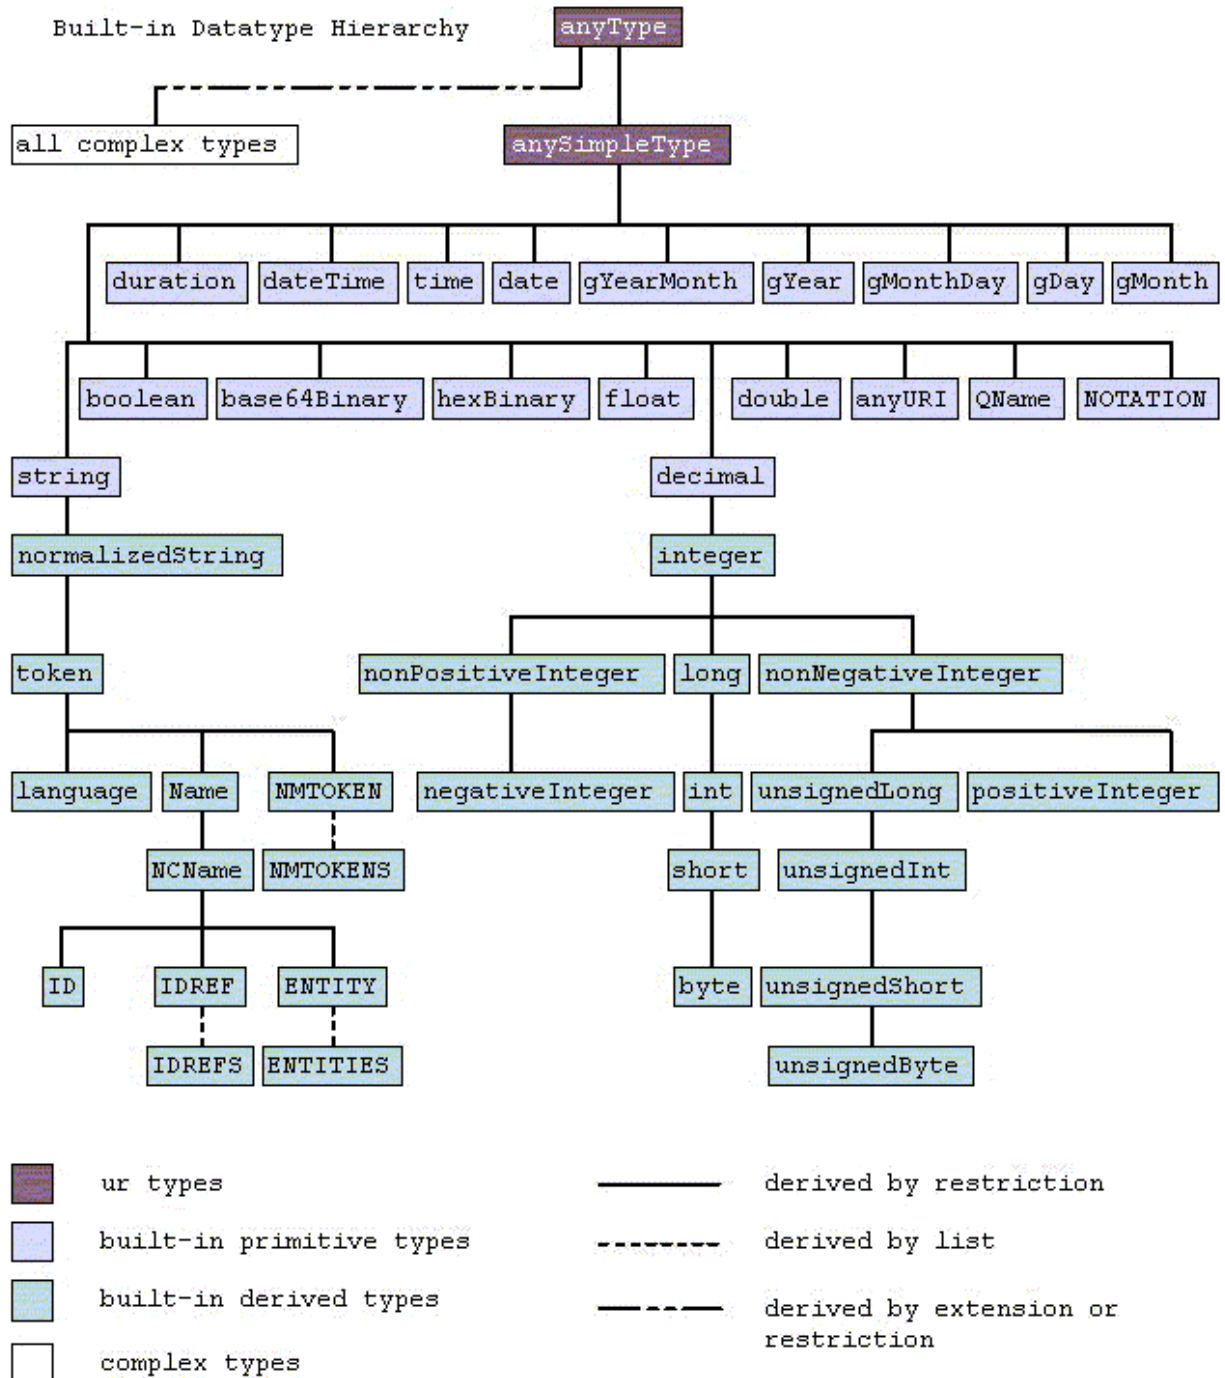 Built-in Datatype Hierarchy
anyType
all complex types
anySimpleType
duration dateTime time date gYearMonth gYear gMonthDay gDay gMonth
boolean base64Binary hexBinary float double anyURI QName NOTATION
string decimal
normalizedString integer
token nonPositiveInteger long nonNegativeInteger
language Name NMTOKEN negativeInteger int unsignedLong positiveInteger
NCName NMTOKENS short unsignedInt
ID IDREF ENTITY byte unsignedShort
IDREFS ENTITIES unsignedByte
ur types
derived by restriction
built-in primitive types
derived by list
built-in derived types
derived by extension or
restriction
complex types